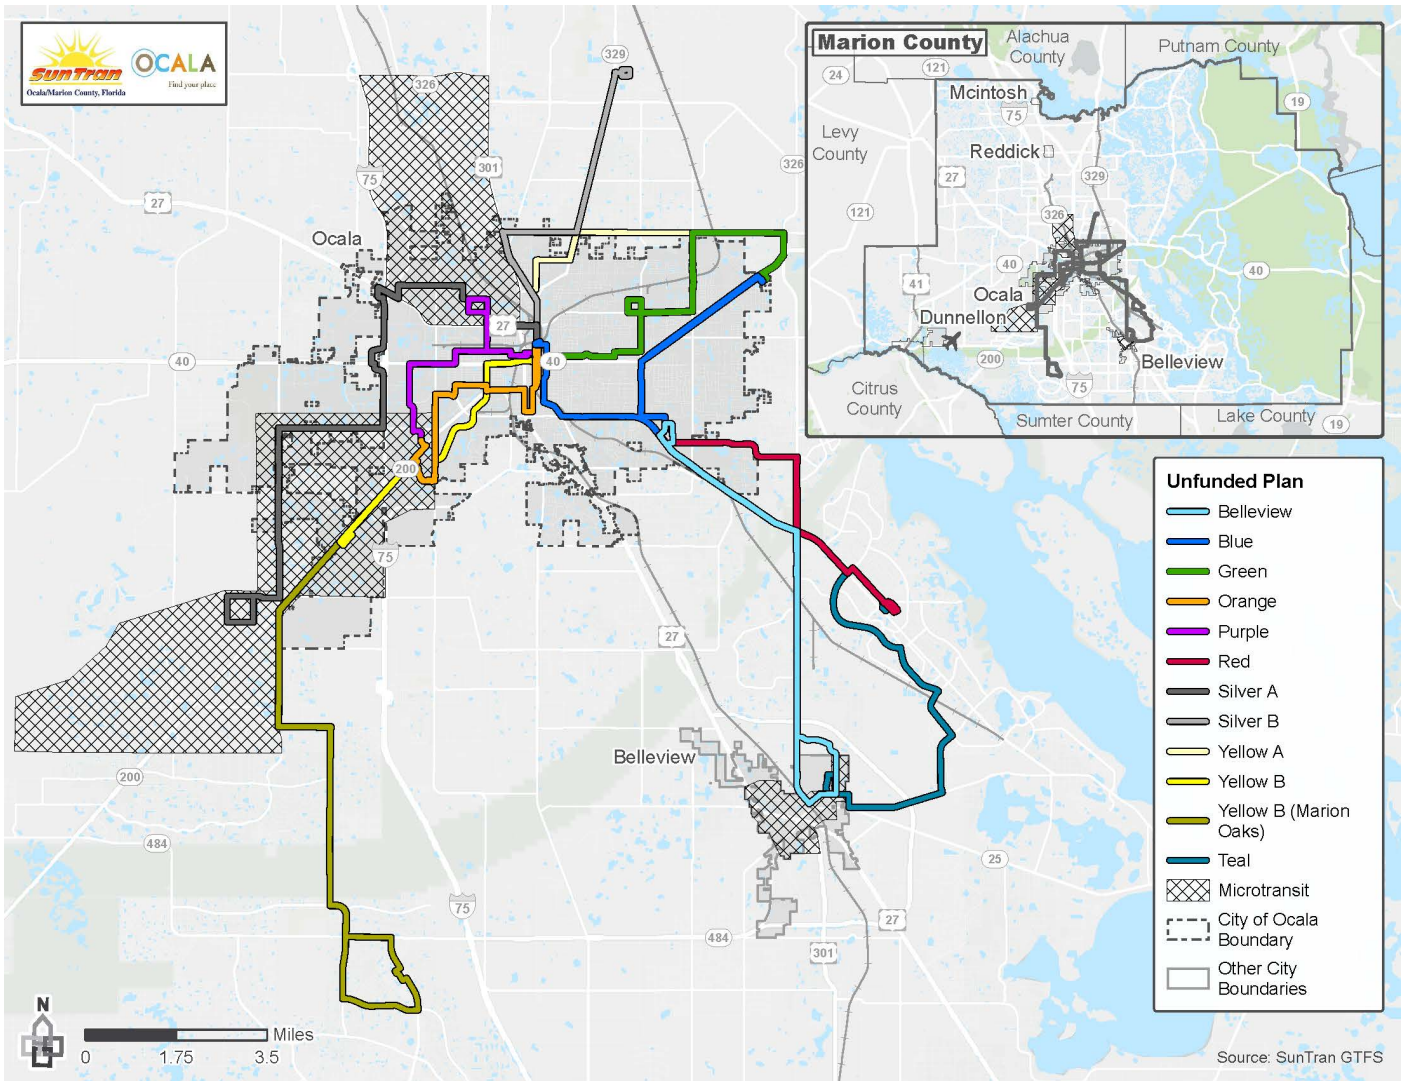 SunTran
Ocala/Marion County, Florida
OCALA
Find your place
329
326
301
75
27
326
Ocala
27
40
40
200
75
27
Belleview
200
484
25
75
484
27
301
N
Miles
0 1.75 3.5
Marion County
Alachua
County
Putnam County
24
121
Mcintosh
75
19
Levy
County
Reddick
27
329
121
326
40
40
41
Ocala
Dunnellon
200
Belleview
75
Citrus
County
Sumter County
Lake County
19
Unfunded Plan
Belleview
Blue
Green
Orange
Purple
Red
Silver A
Silver B
Yellow A
Yellow B
Yellow B (Marion
Oaks)
Teal
Microtransit
City of Ocala
Boundary
Other City
Boundaries
Source: SunTran GTFS